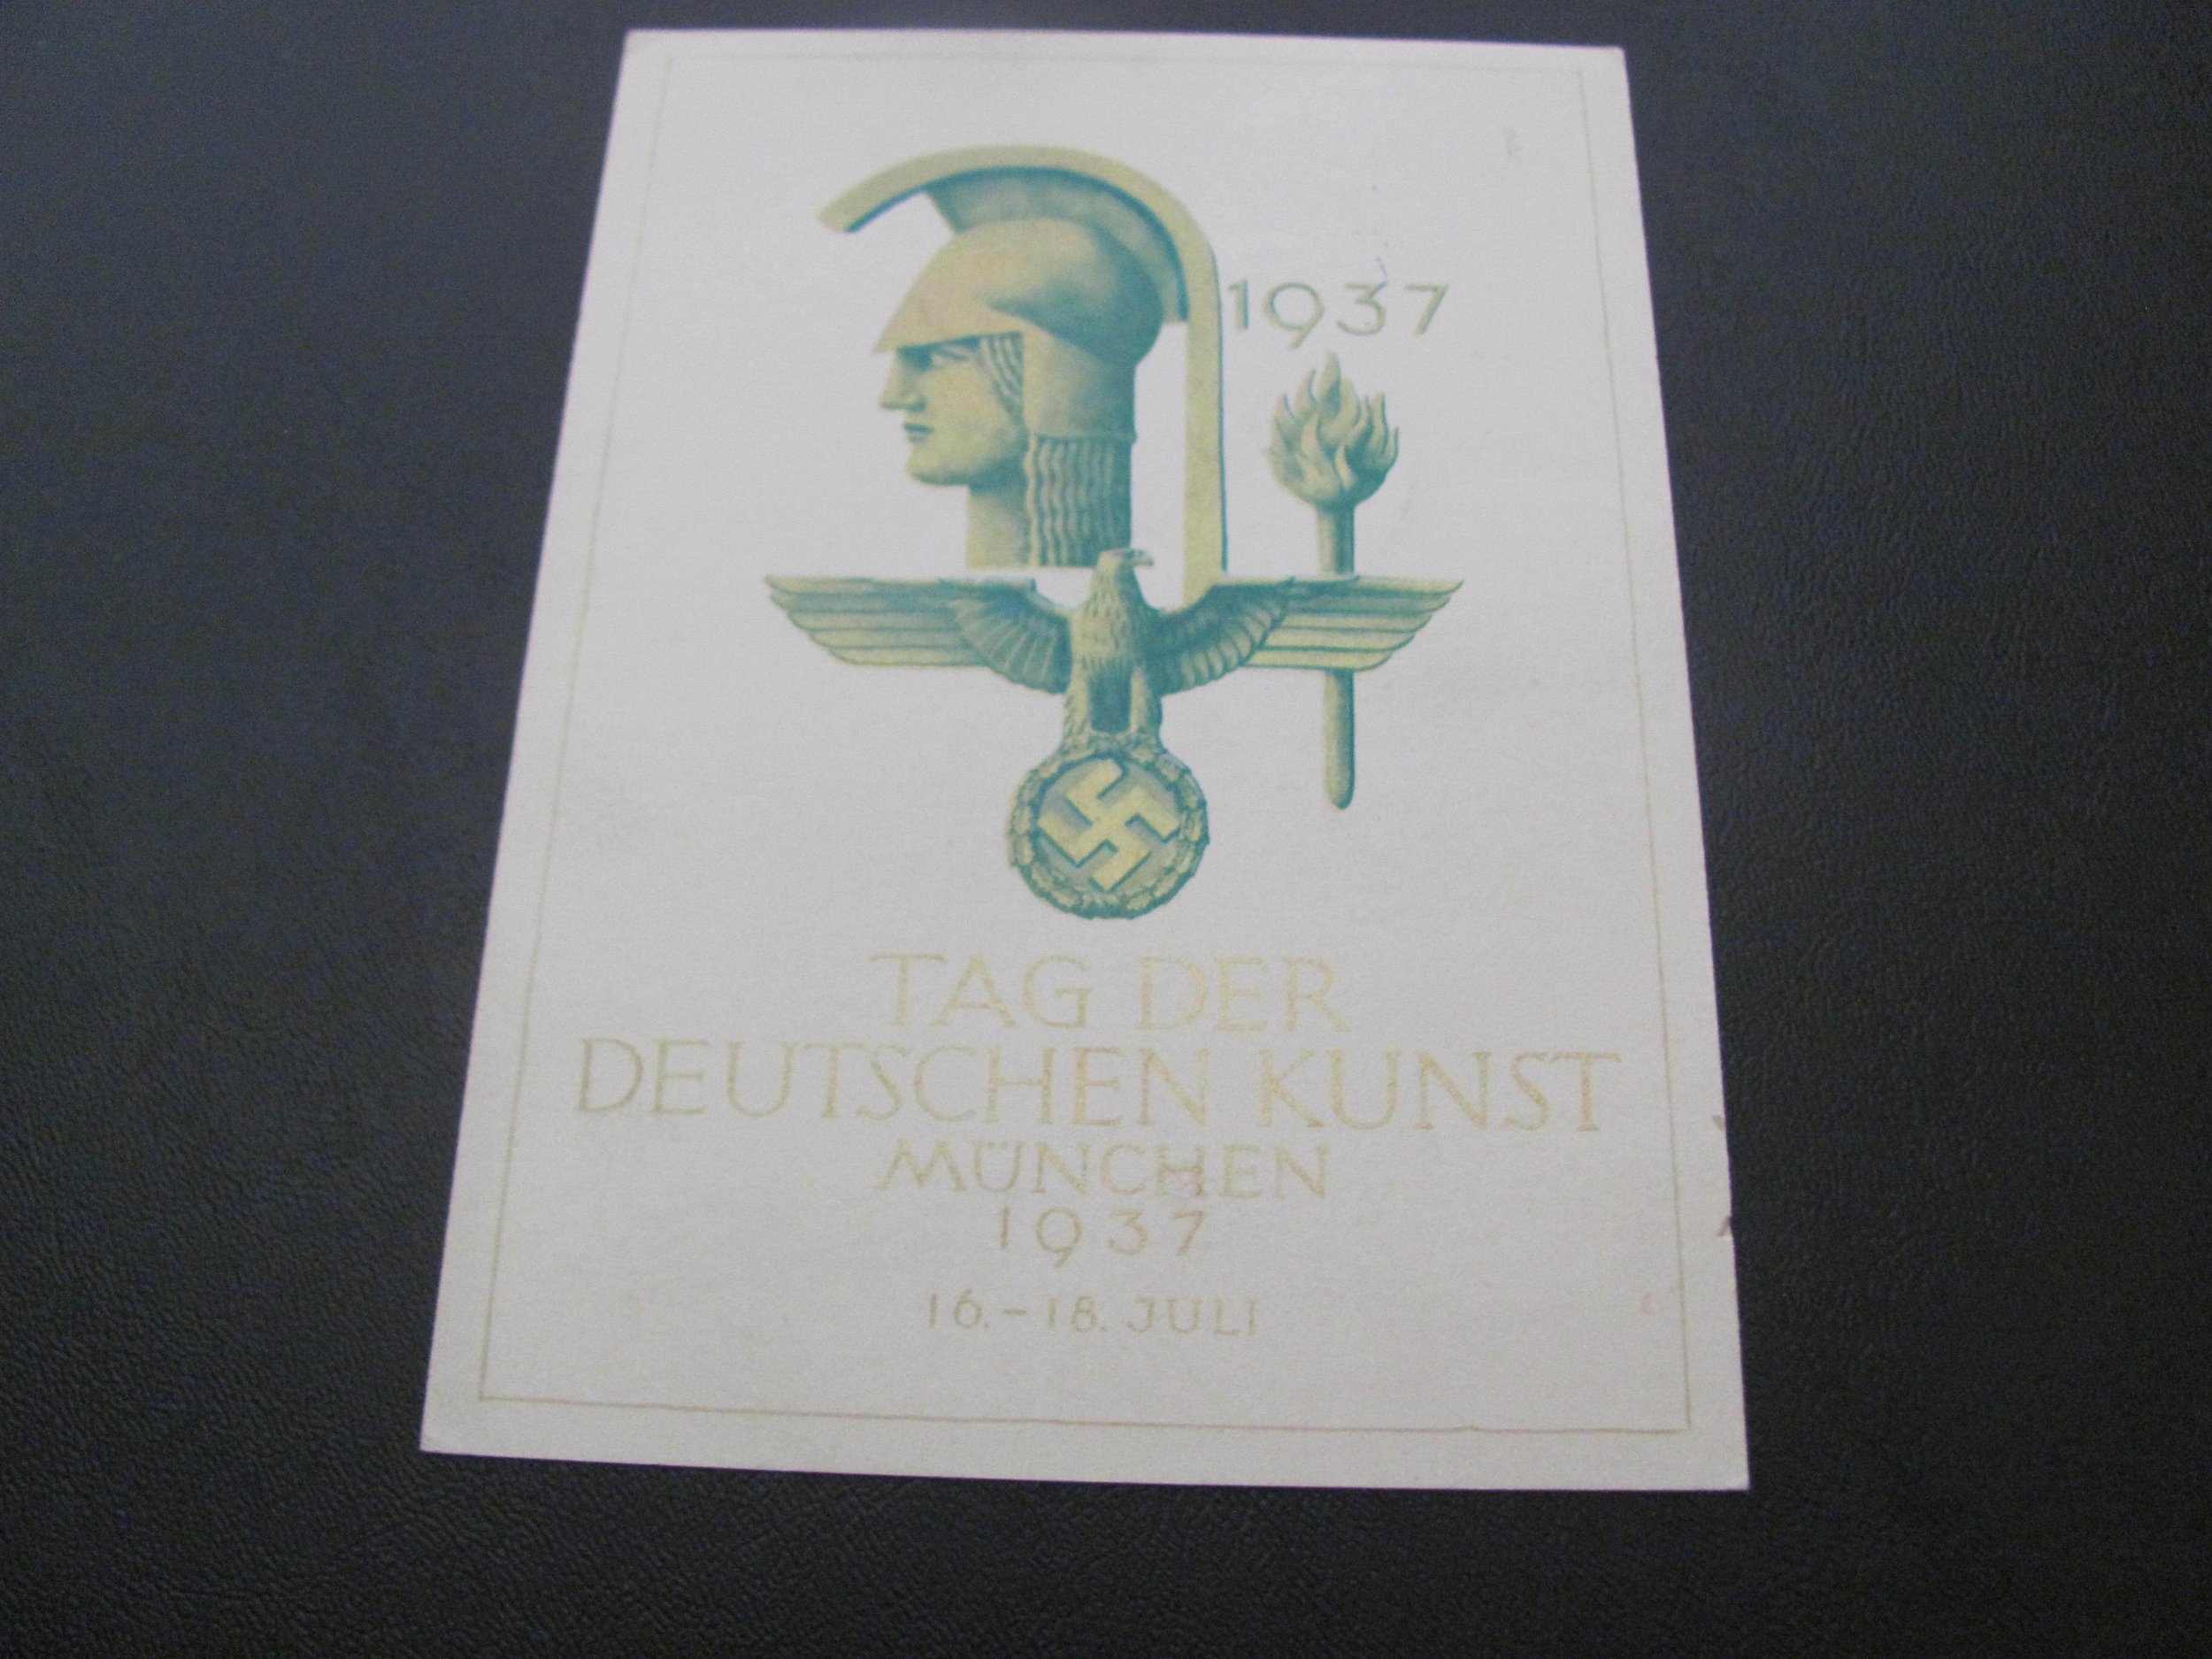 1937
TAG DER
DEUTSCHEN KUNST
MÜNCHEN
1937
16.-18. JULI